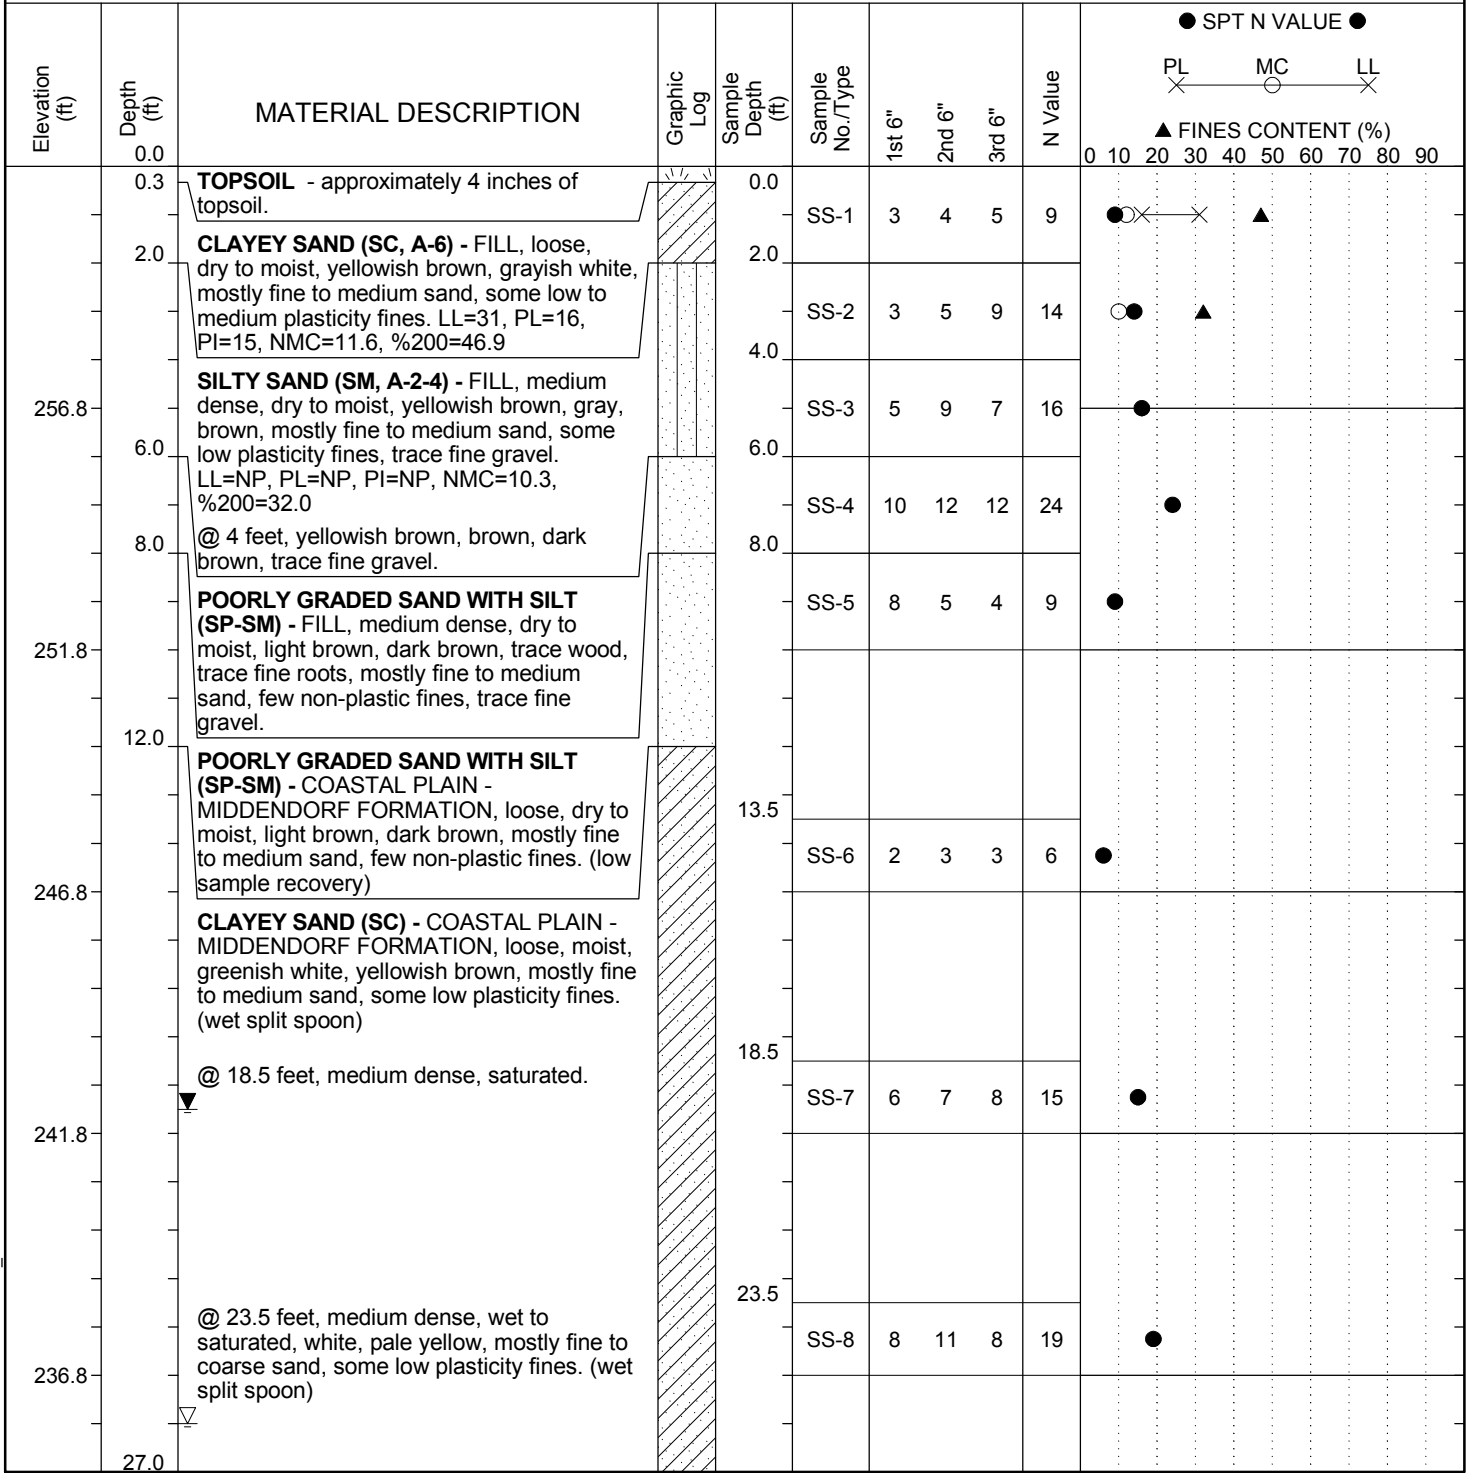 ● SPT N VALUE ●
PL MC LL
▲ FINES CONTENT (%)
0 10 20 30 40 50 60 70 80 90
Elevation (ft)
Depth (ft)
0.0
MATERIAL DESCRIPTION
Graphic Log
Sample Depth (ft)
Sample No./Type
1st 6"
2nd 6"
3rd 6"
N Value
0.3
TOPSOIL - approximately 4 inches of
topsoil.
0.0
SS-1 3 4 5 9
2.0
CLAYEY SAND (SC, A-6) - FILL, loose,
dry to moist, yellowish brown, grayish white,
mostly fine to medium sand, some low to
medium plasticity fines. LL=31, PL=16,
PI=15, NMC=11.6, %200=46.9
2.0
SS-2 3 5 9 14
4.0
SILTY SAND (SM, A-2-4) - FILL, medium
dense, dry to moist, yellowish brown, gray,
brown, mostly fine to medium sand, some
low plasticity fines, trace fine gravel.
LL=NP, PL=NP, PI=NP, NMC=10.3,
%200=32.0
@ 4 feet, yellowish brown, brown, dark
brown, trace fine gravel.
256.8
SS-3 5 9 7 16
6.0
6.0
SS-4 10 12 12 24
8.0
8.0
POORLY GRADED SAND WITH SILT
(SP-SM) - FILL, medium dense, dry to
moist, light brown, dark brown, trace wood,
trace fine roots, mostly fine to medium
sand, few non-plastic fines, trace fine
gravel.
SS-5 8 5 4 9
251.8
12.0
POORLY GRADED SAND WITH SILT
(SP-SM) - COASTAL PLAIN -
MIDDENDORF FORMATION, loose, dry to
moist, light brown, dark brown, mostly fine
to medium sand, few non-plastic fines. (low
sample recovery)
13.5
SS-6 2 3 3 6
246.8
CLAYEY SAND (SC) - COASTAL PLAIN -
MIDDENDORF FORMATION, loose, moist,
greenish white, yellowish brown, mostly fine
to medium sand, some low plasticity fines.
(wet split spoon)
18.5
@ 18.5 feet, medium dense, saturated.
SS-7 6 7 8 15
241.8
23.5
@ 23.5 feet, medium dense, wet to
saturated, white, pale yellow, mostly fine to
coarse sand, some low plasticity fines. (wet
split spoon)
SS-8 8 11 8 19
236.8
27.0